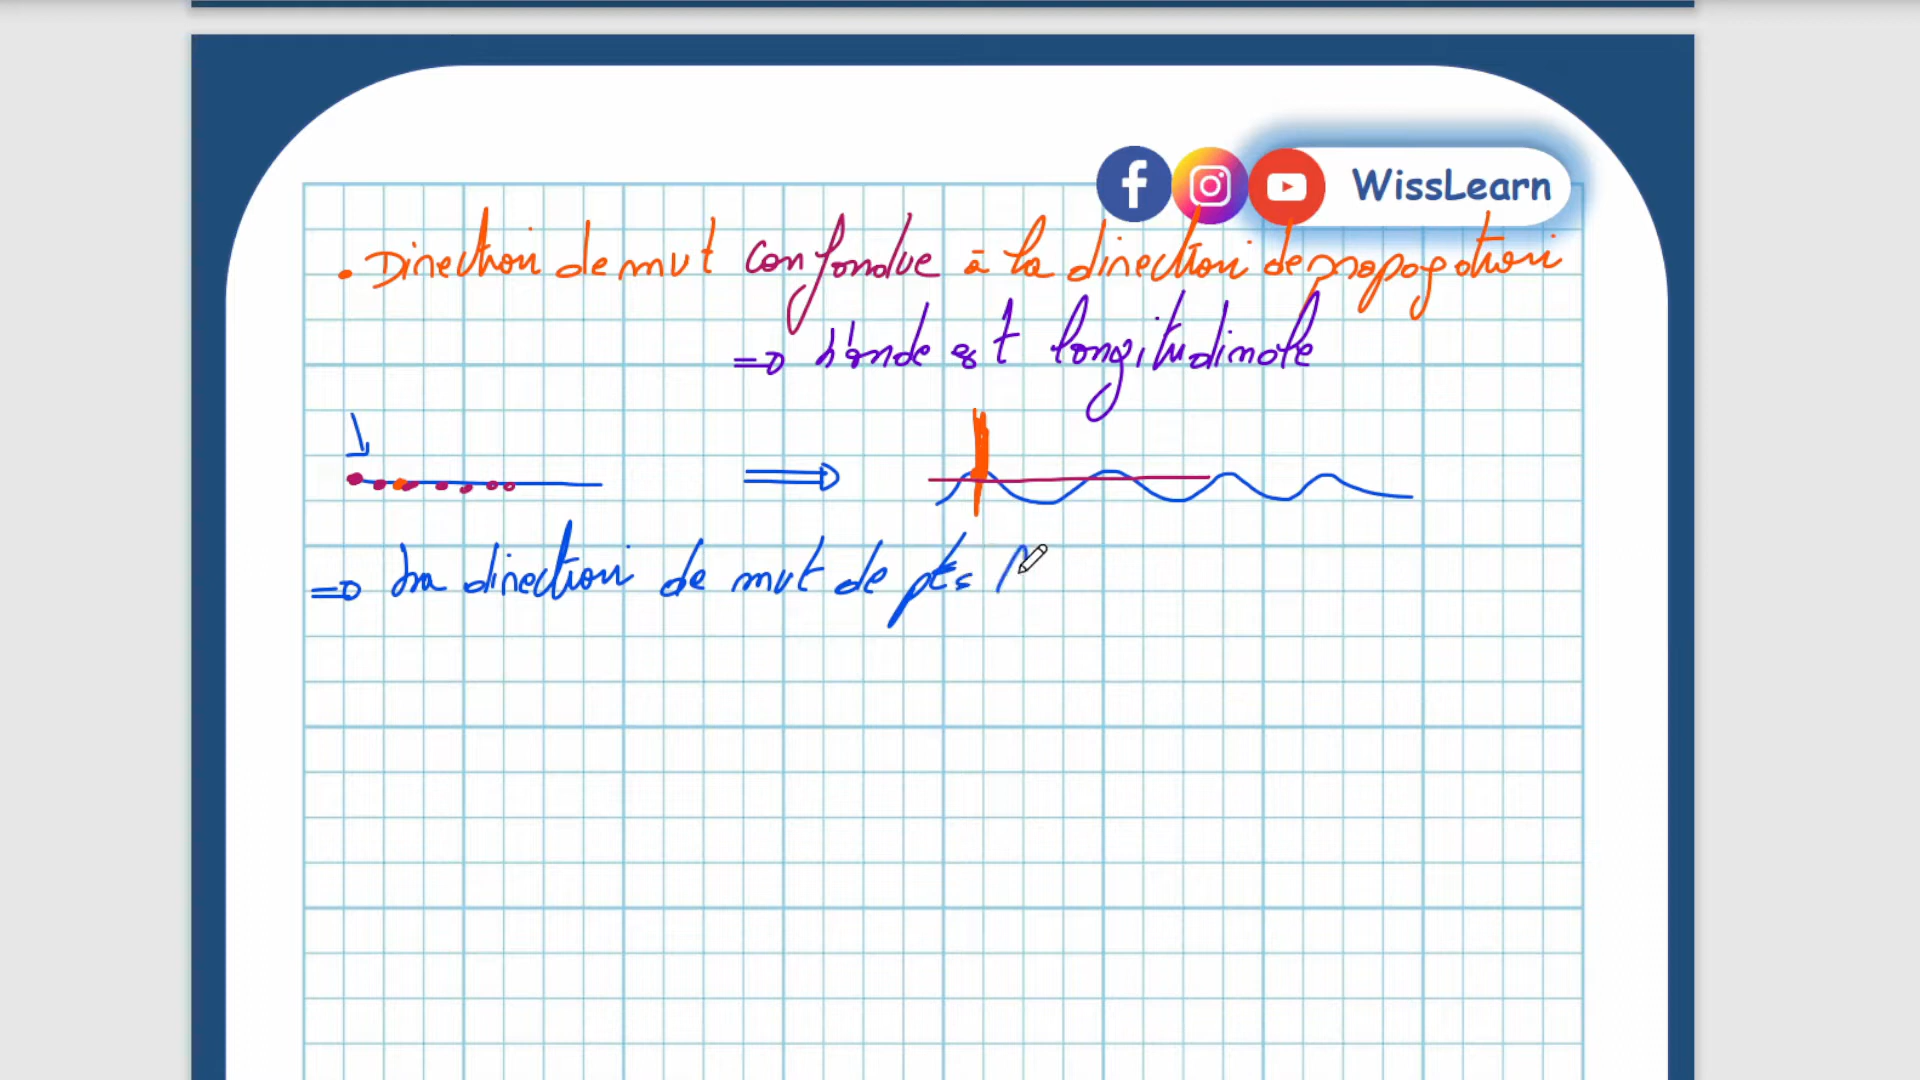 WissLearn
. Direction de mvt confondue à la direction de propagation
=> L'onde est longitudinale
=> La direction de mvt de pts